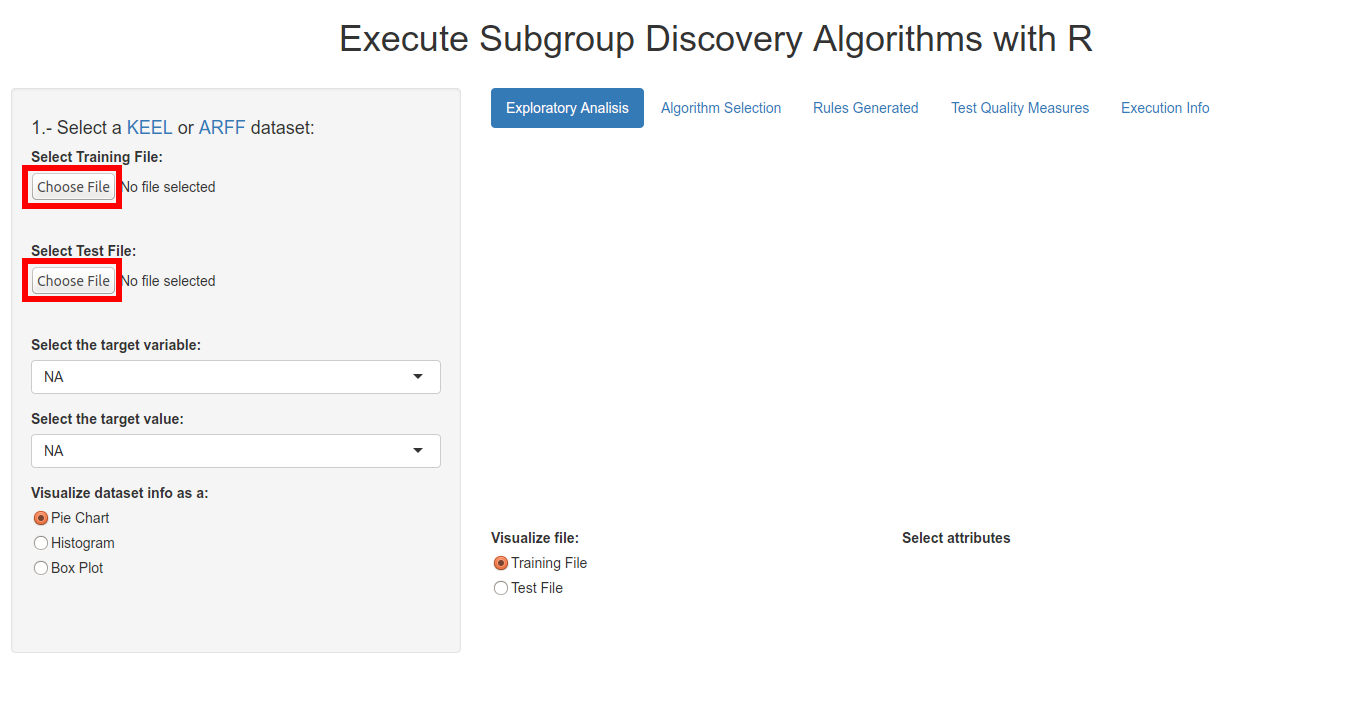 Execute Subgroup Discovery Algorithms with R
1.- Select a KEEL or ARFF dataset:
Select Training File:
Choose File No file selected
Select Test File:
Choose File No file selected
Select the target variable:
NA
Select the target value:
NA
Visualize dataset info as a:
Pie Chart
Histogram
Box Plot
Exploratory Analisis Algorithm Selection Rules Generated Test Quality Measures Execution Info
Visualize file:
Training File
Test File
Select attributes